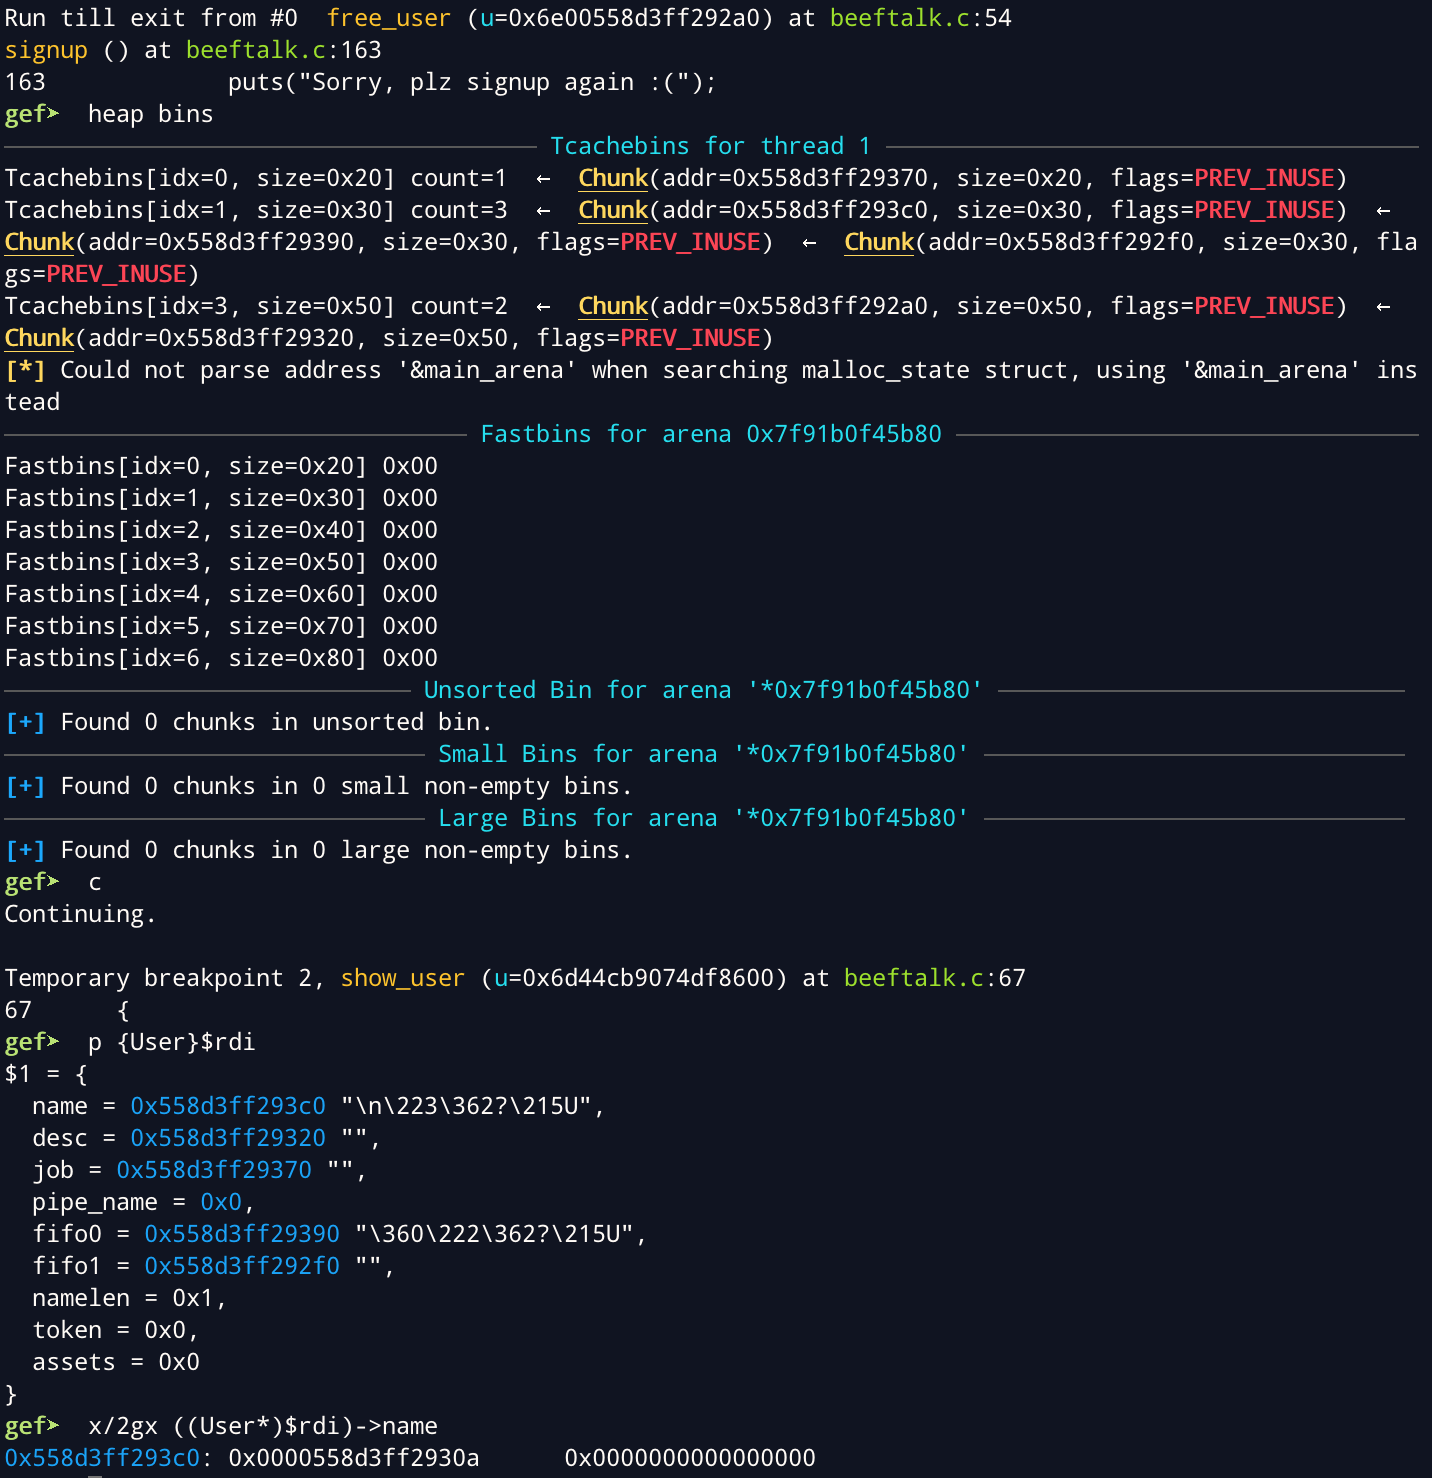 Run till exit from #0  free_user (u=0x6e00558d3ff292a0) at beeftalk.c:54
signup () at beeftalk.c:163
163             puts("Sorry, plz signup again :(");
gef➤  heap bins
Tcachebins for thread 1
Tcachebins[idx=0, size=0x20] count=1  ←  Chunk(addr=0x558d3ff29370, size=0x20, flags=PREV_INUSE)
Tcachebins[idx=1, size=0x30] count=3  ←  Chunk(addr=0x558d3ff293c0, size=0x30, flags=PREV_INUSE)  ←
Chunk(addr=0x558d3ff29390, size=0x30, flags=PREV_INUSE)  ←  Chunk(addr=0x558d3ff292f0, size=0x30, fla
gs=PREV_INUSE)
Tcachebins[idx=3, size=0x50] count=2  ←  Chunk(addr=0x558d3ff292a0, size=0x50, flags=PREV_INUSE)  ←
Chunk(addr=0x558d3ff29320, size=0x50, flags=PREV_INUSE)
[*] Could not parse address '&main_arena' when searching malloc_state struct, using '&main_arena' ins
tead
Fastbins for arena 0x7f91b0f45b80
Fastbins[idx=0, size=0x20] 0x00
Fastbins[idx=1, size=0x30] 0x00
Fastbins[idx=2, size=0x40] 0x00
Fastbins[idx=3, size=0x50] 0x00
Fastbins[idx=4, size=0x60] 0x00
Fastbins[idx=5, size=0x70] 0x00
Fastbins[idx=6, size=0x80] 0x00
Unsorted Bin for arena '*0x7f91b0f45b80'
[+] Found 0 chunks in unsorted bin.
Small Bins for arena '*0x7f91b0f45b80'
[+] Found 0 chunks in 0 small non-empty bins.
Large Bins for arena '*0x7f91b0f45b80'
[+] Found 0 chunks in 0 large non-empty bins.
gef➤  c
Continuing.
Temporary breakpoint 2, show_user (u=0x6d44cb9074df8600) at beeftalk.c:67
67      {
gef➤  p {User}$rdi
$1 = {
  name = 0x558d3ff293c0 "\n\223\362?\215U",
  desc = 0x558d3ff29320 "",
  job = 0x558d3ff29370 "",
  pipe_name = 0x0,
  fifo0 = 0x558d3ff29390 "\360\222\362?\215U",
  fifo1 = 0x558d3ff292f0 "",
  namelen = 0x1,
  token = 0x0,
  assets = 0x0
}
gef➤  x/2gx ((User*)$rdi)->name
0x558d3ff293c0: 0x0000558d3ff2930a      0x0000000000000000